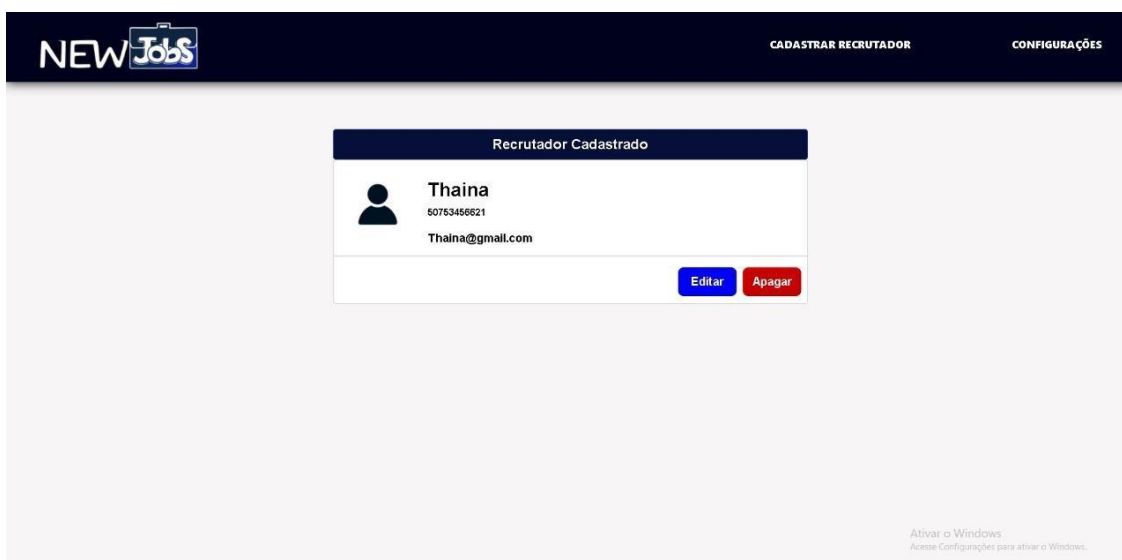 NEW JobS
CADASTRAR RECRUTADOR
CONFIGURAÇÕES
Recrutador Cadastrado
Thaina
50753456621
Thaina@gmail.com
Editar
Apagar
Ativar o Windows
Acesse Configurações para ativar o Windows.